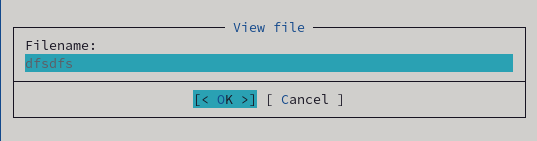 View file
Filename:
dfsdfs
[< OK >] [ Cancel ]